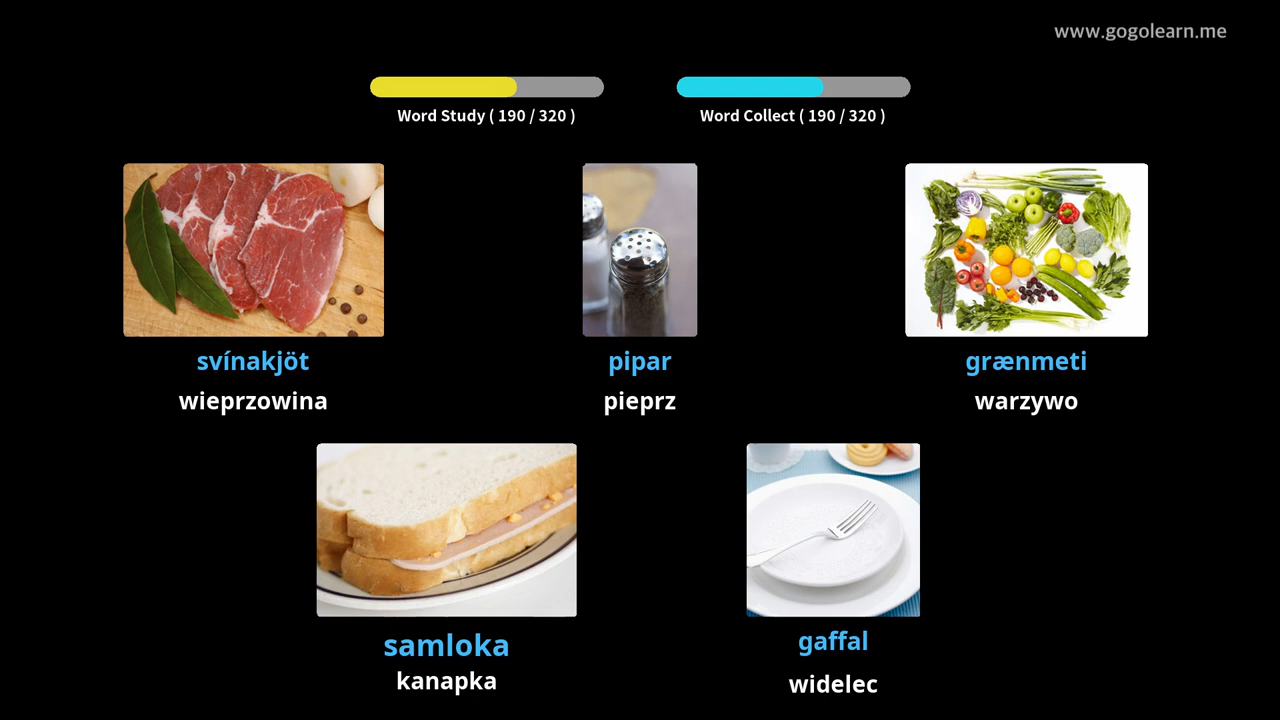 www.gogolearn.me
Word Study ( 190 / 320 )
Word Collect ( 190 / 320 )
svínakjöt
wieprzowina
pipar
pieprz
grænmeti
warzywo
samloka
kanapka
gaffal
widelec